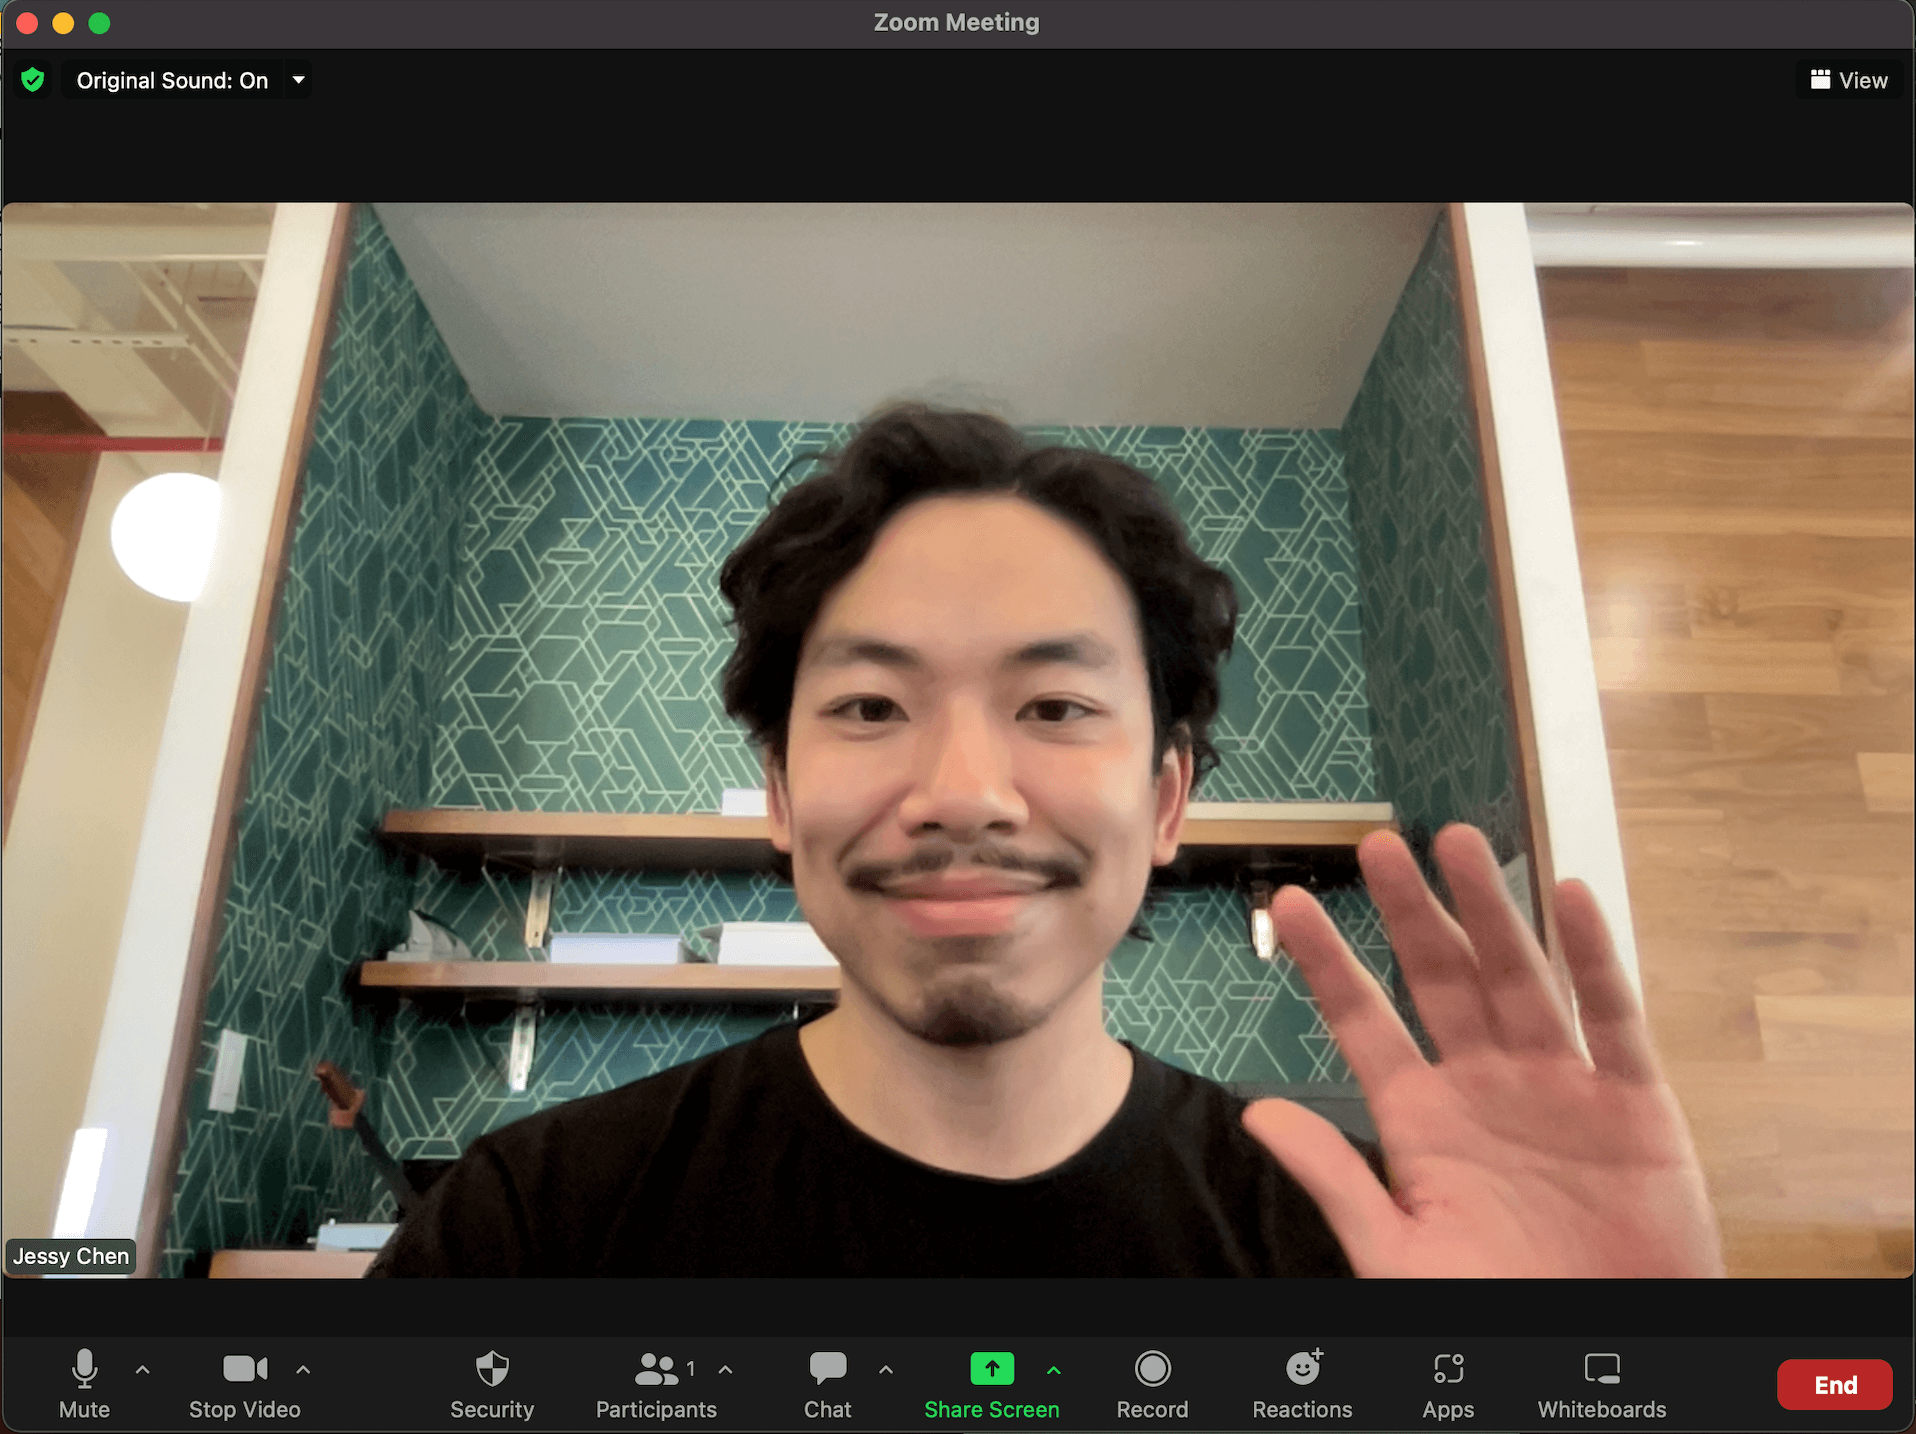 Zoom Meeting
Original Sound: On
View
Jessy Chen
Mute
Stop Video
Security
1
Participants
Chat
Share Screen
Record
Reactions
Apps
Whiteboards
End